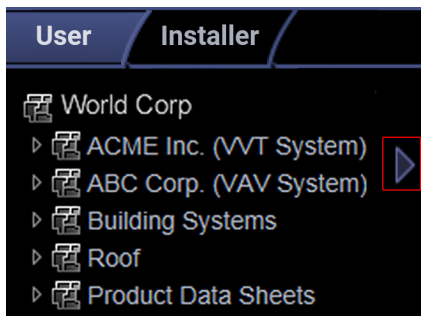 User Installer
World Corp
ACME Inc. (VVT System)
ABC Corp. (VAV System)
Building Systems
Roof
Product Data Sheets